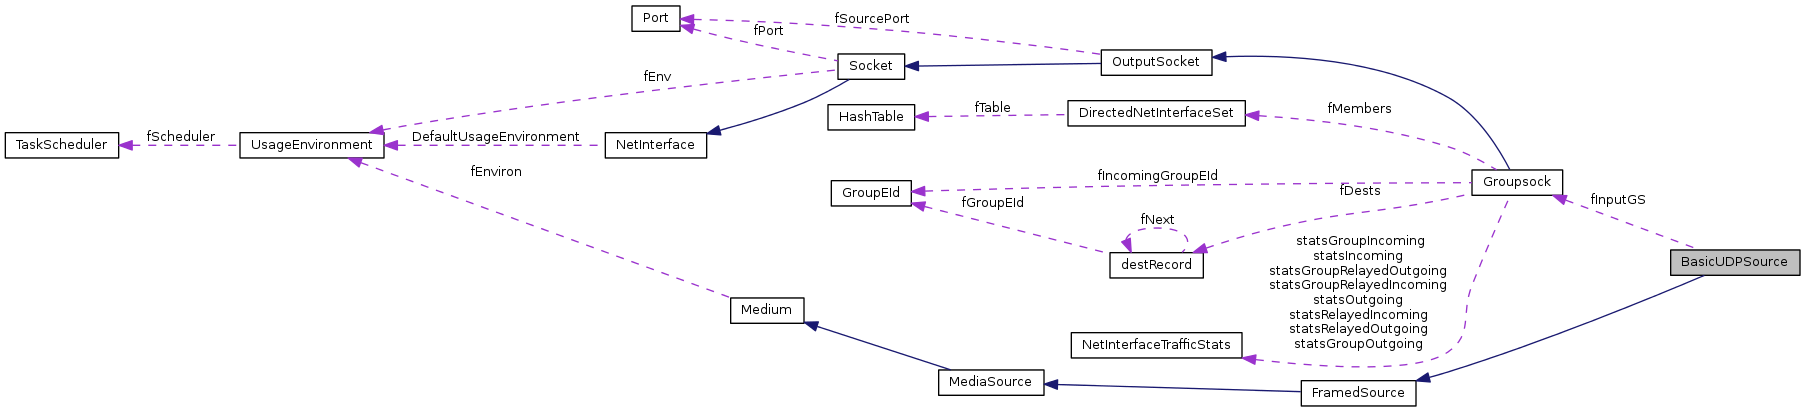 Port
fSourcePort
fPort
Socket
OutputSocket
fEnv
HashTable
fTable
DirectedNetInterfaceSet
fMembers
TaskScheduler
fScheduler
UsageEnvironment
DefaultUsageEnvironment
NetInterface
fEnviron
GroupEId
fIncomingGroupEId
fGroupEId
fDests
Groupsock
fInputGS
fNext
destRecord
statsGroupIncoming
statsIncoming
statsGroupRelayedOutgoing
statsGroupRelayedIncoming
statsOutgoing
statsRelayedIncoming
statsRelayedOutgoing
statsGroupOutgoing
BasicUDPSource
Medium
NetInterfaceTrafficStats
MediaSource
FramedSource